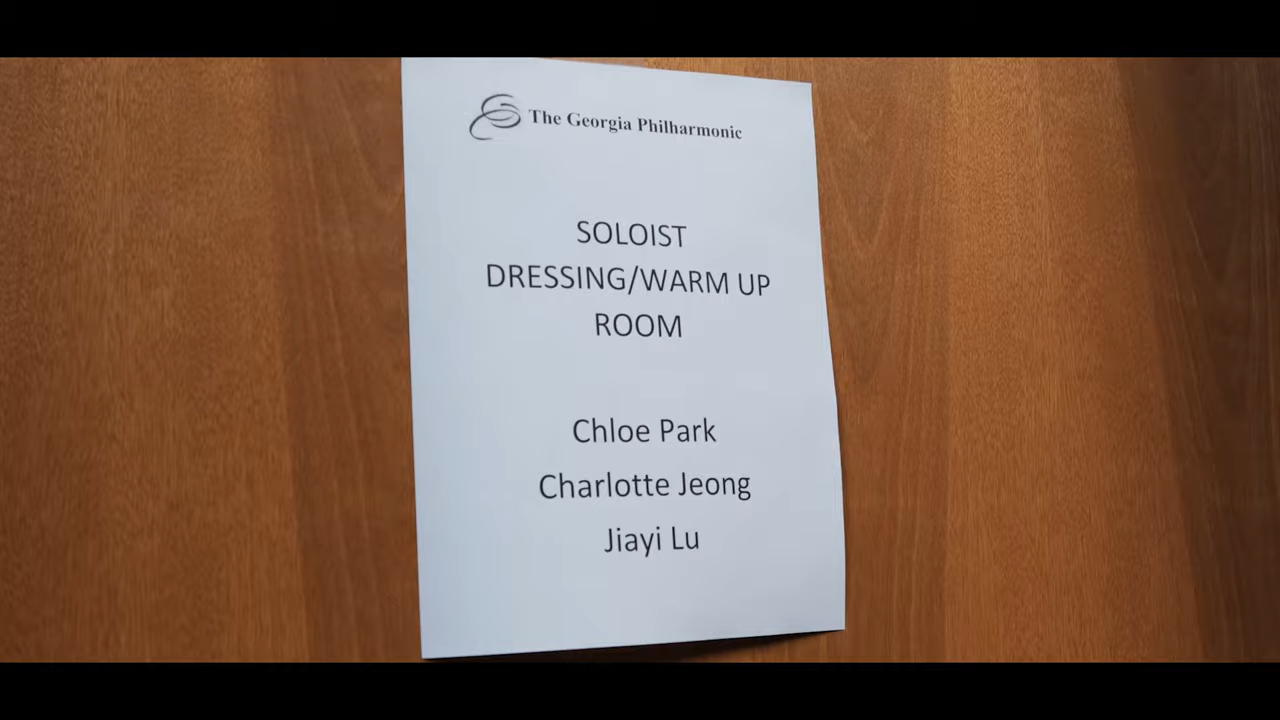 The Georgia Philharmonic
SOLOIST
DRESSING/WARM UP
ROOM
Chloe Park
Charlotte Jeong
Jiayi Lu